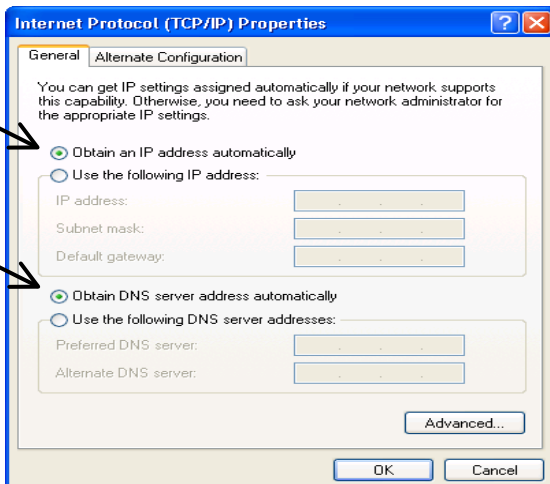 Internet Protocol (TCP/IP) Properties
General
Alternate Configuration
You can get IP settings assigned automatically if your network supports
this capability. Otherwise, you need to ask your network administrator for
the appropriate IP settings.
Obtain an IP address automatically
Use the following IP address:
IP address:
Subnet mask:
Default gateway:
Obtain DNS server address automatically
Use the following DNS server addresses:
Preferred DNS server:
Alternate DNS server:
Advanced...
OK
Cancel